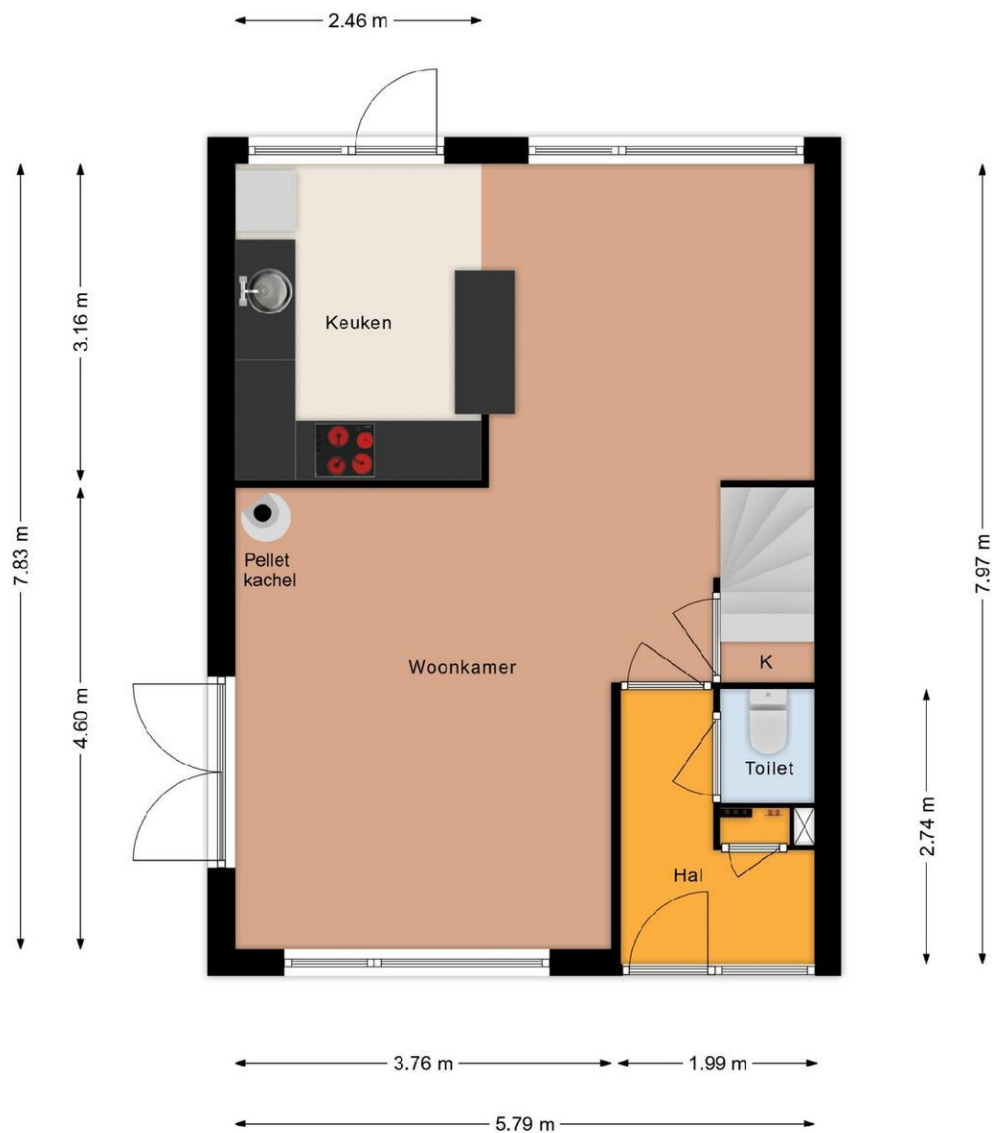 2.46 m
3.16 m
Keuken
7.83 m
7.97 m
Pellet
kachel
Woonkamer
K
4.60 m
Toilet
2.74 m
Hal
3.76 m
1.99 m
5.79 m